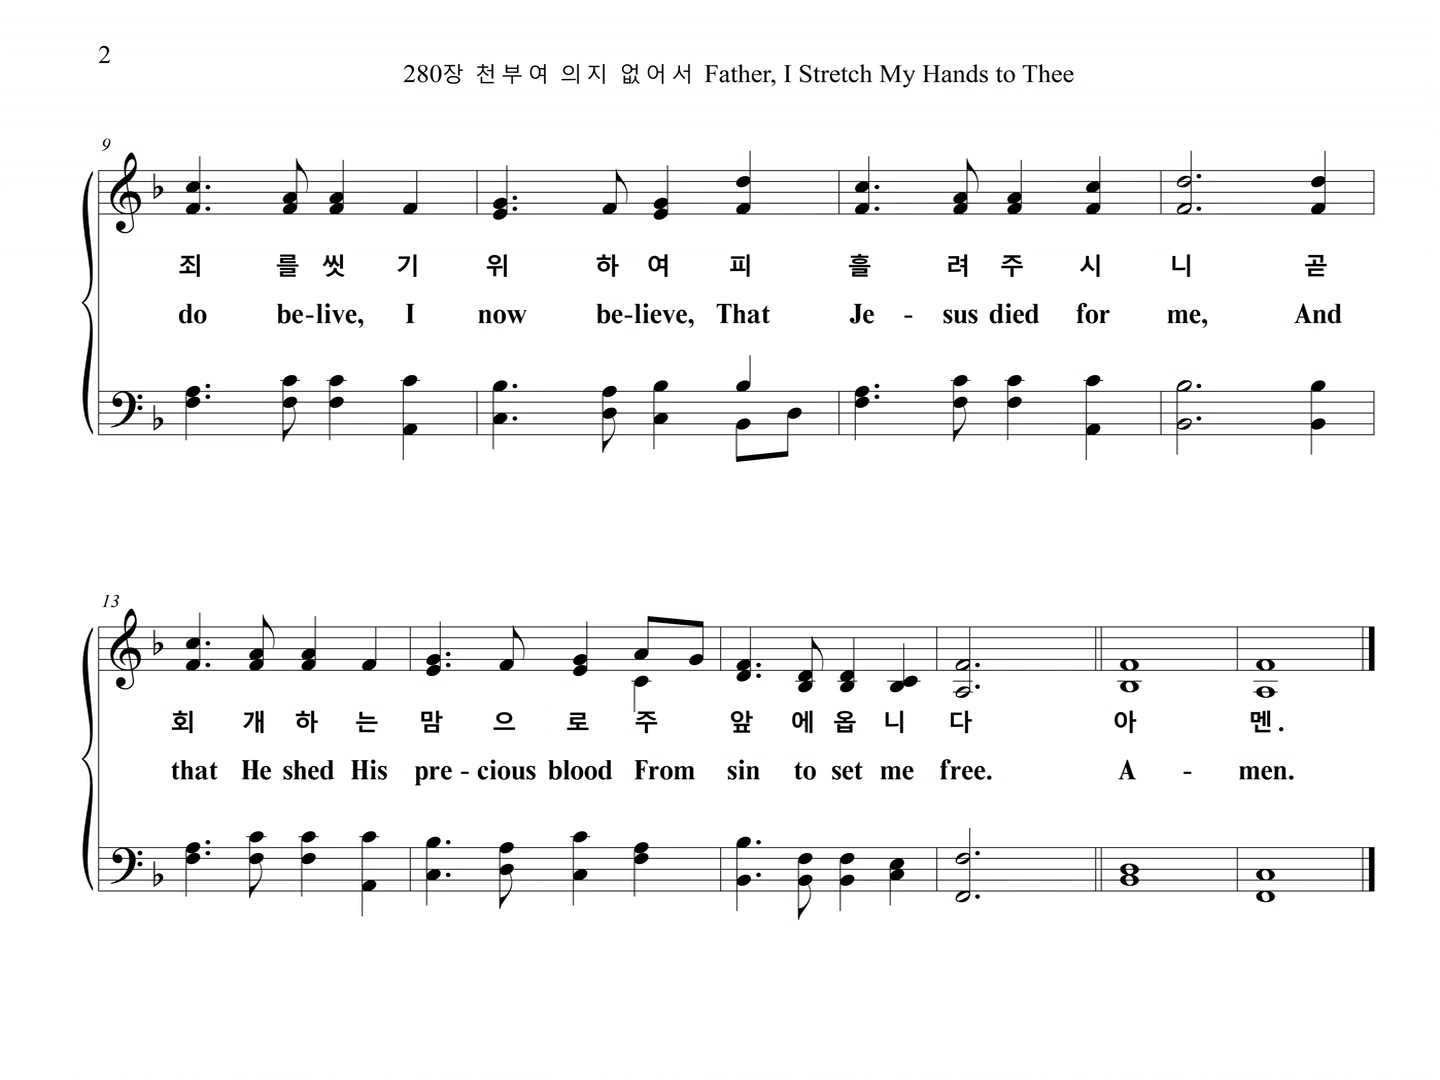 2
280장 천부여 의지 없어서 Father, I Stretch My Hands to Thee
9
죄 를 씻 기 위 하 여 피 흘 려 주 시 니 곧
do be-live, I now be-lieve, That Je - sus died for me, And
13
회 개 하 는 맘 으 로 주 앞 에 옵 니 다 아 멘.
that He shed His pre - cious blood From sin to set me free. A - men.